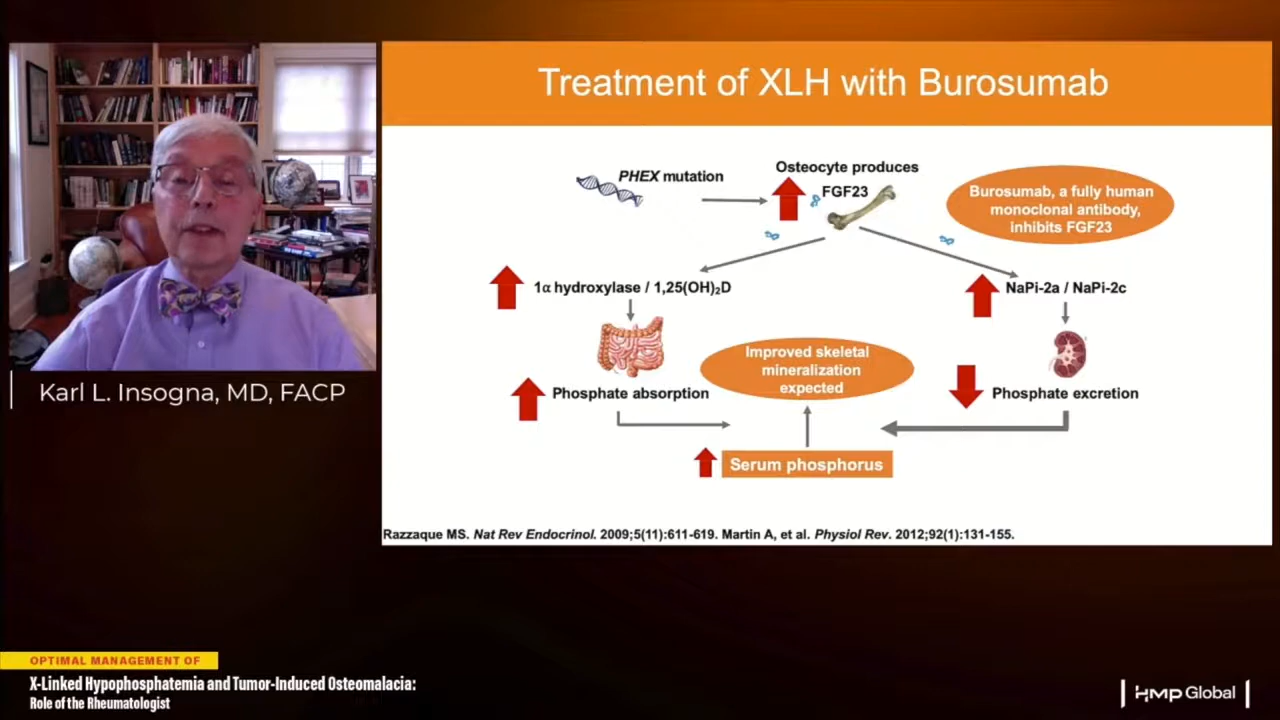 Treatment of XLH with Burosumab
PHEX mutation
Osteocyte produces
FGF23
Burosumab, a fully human
monoclonal antibody,
inhibits FGF23
1α hydroxylase / 1,25(OH)₂D
NaPi-2a / NaPi-2c
Improved skeletal
mineralization
expected
Phosphate absorption
Phosphate excretion
Serum phosphorus
Razzaque MS. Nat Rev Endocrinol. 2009;5(11):611-619. Martin A, et al. Physiol Rev. 2012;92(1):131-155.
Karl L. Insogna, MD, FACP
OPTIMAL MANAGEMENT OF
X-Linked Hypophosphatemia and Tumor-Induced Osteomalacia:
Role of the Rheumatologist
HMP Global